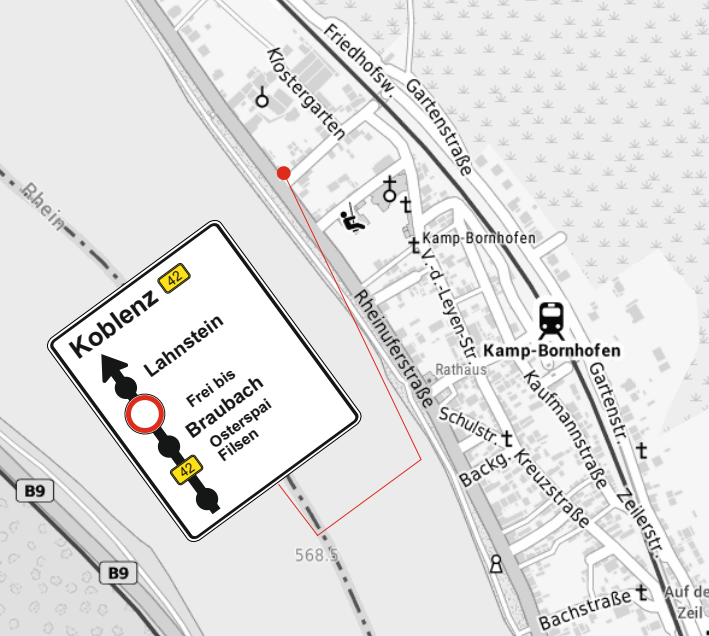 Friedhofsw.
Klostergarten
Gartenstraße
Rhein
Kamp-Bornhofen
V.-d.-Leyen-Str.
Rheinuferstraße
Kamp-Bornhofen
Rathaus
Gartenstr.
Kaufmannstraße
Schulstr.
Backg.
Kreuzstraße
Zeilerstr.
Auf de
Zeil
Bachstraße
568.5
B9
B9
Koblenz 42
Lahnstein
Frei bis
Braubach
Osterspai
Filsen
42